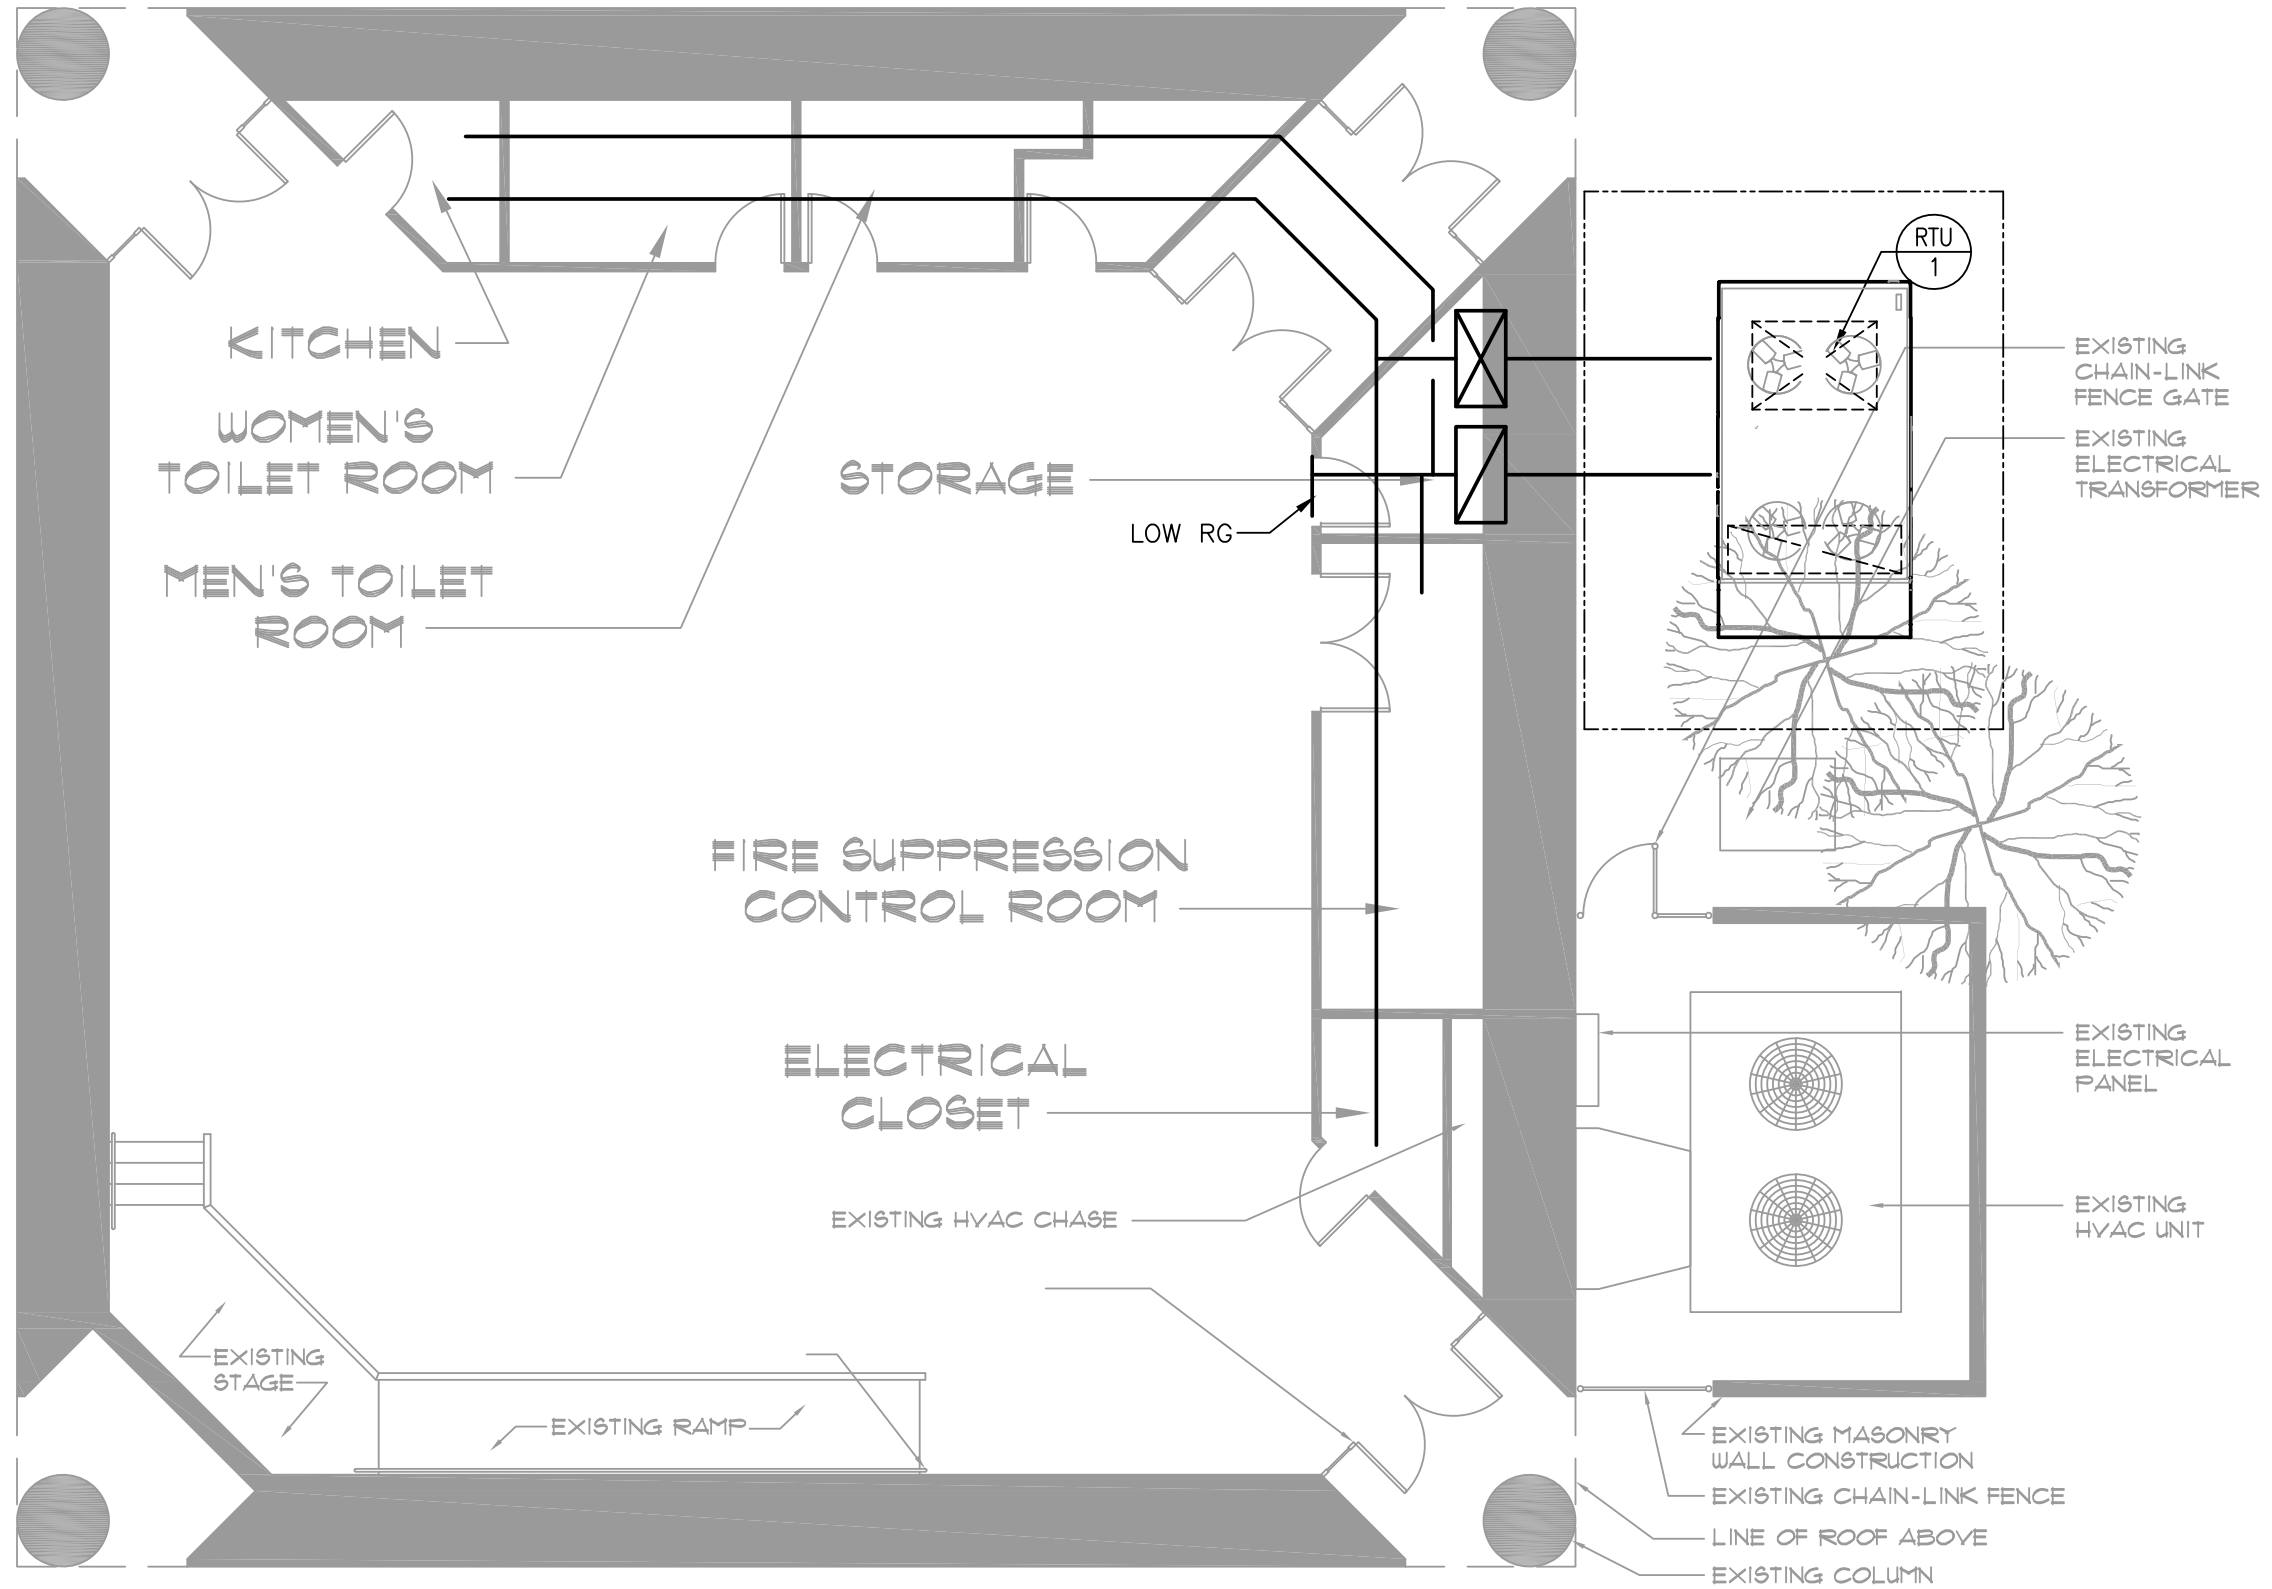 RTU
1
KITCHEN
WOMEN'S
TOILET ROOM
MEN'S TOILET
ROOM
STORAGE
LOW RG
EXISTING
CHAIN-LINK
FENCE GATE
EXISTING
ELECTRICAL
TRANSFORMER
FIRE SUPPRESSION
CONTROL ROOM
ELECTRICAL
CLOSET
EXISTING
ELECTRICAL
PANEL
EXISTING HVAC CHASE
EXISTING
HVAC UNIT
EXISTING
STAGE
EXISTING RAMP
EXISTING MASONRY
WALL CONSTRUCTION
EXISTING CHAIN-LINK FENCE
LINE OF ROOF ABOVE
EXISTING COLUMN